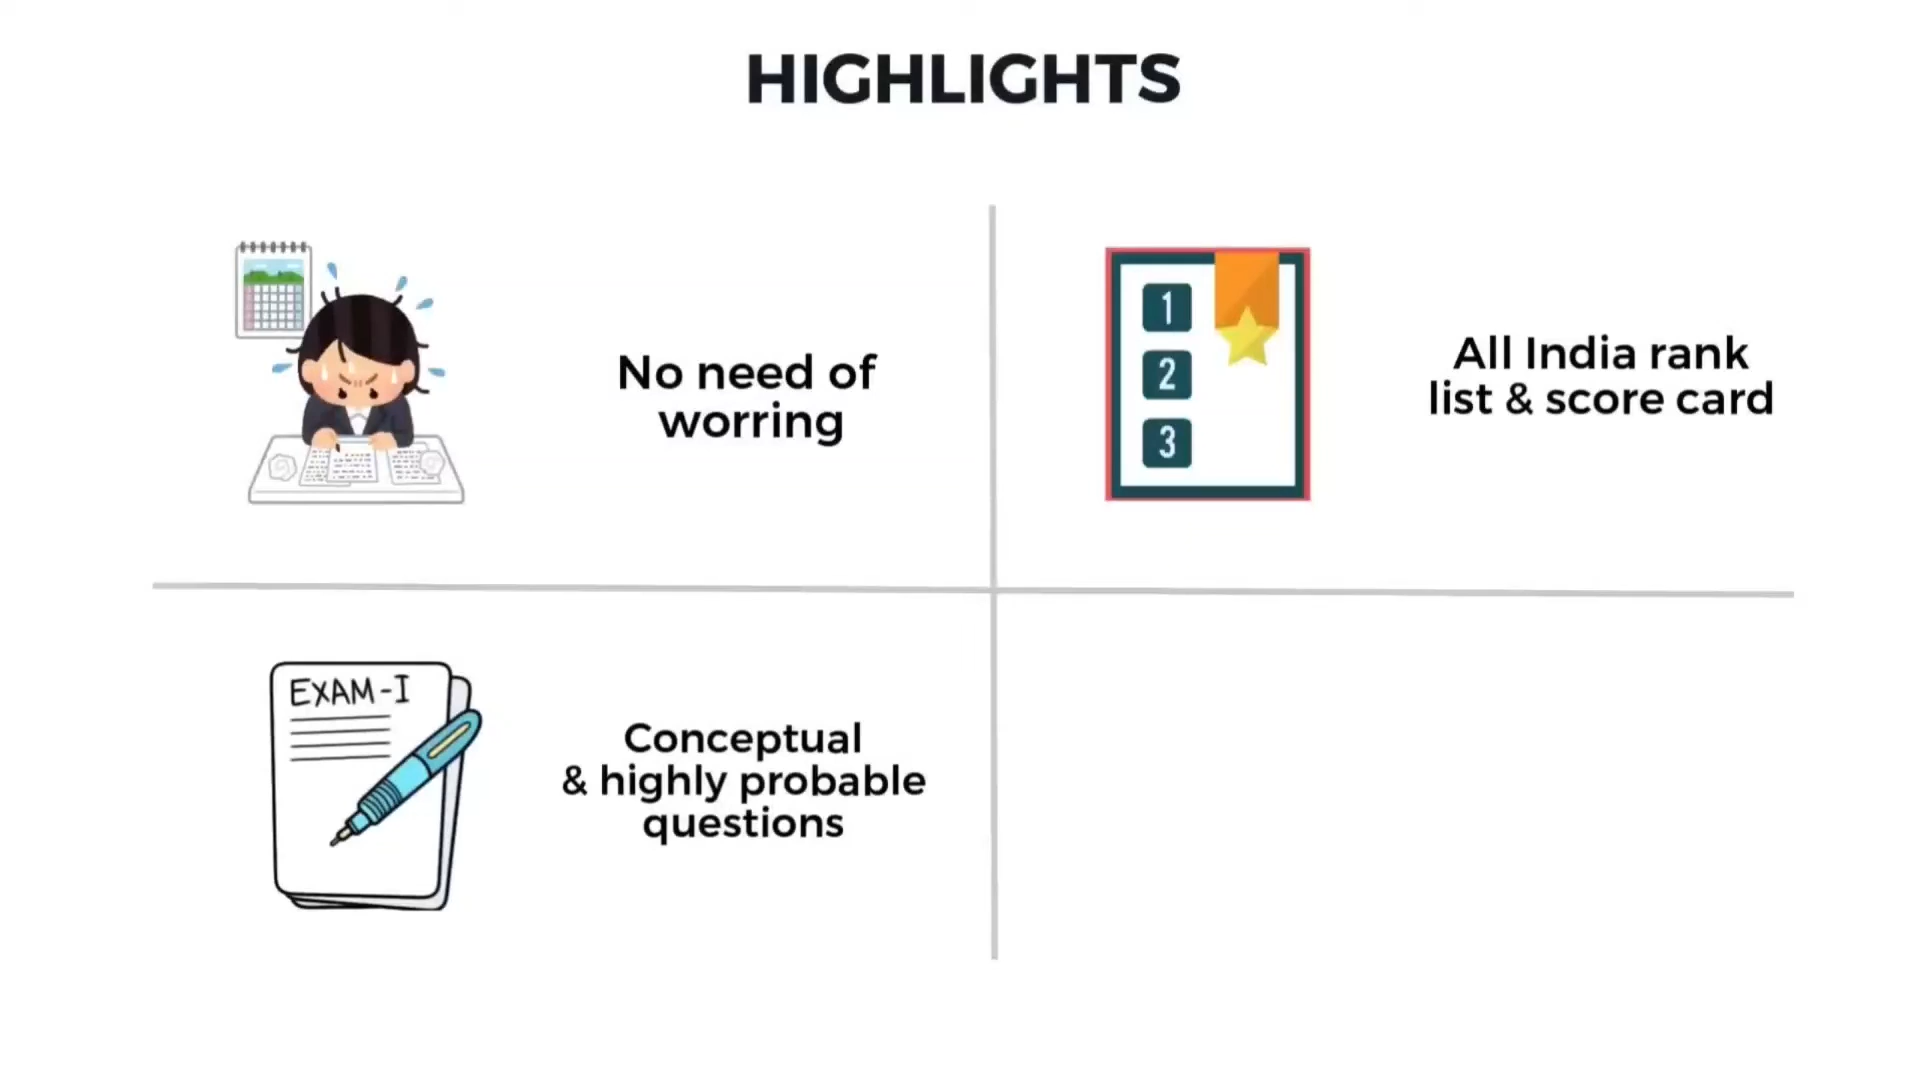 HIGHLIGHTS
No need of
worring
1
2
3
All India rank
list & score card
EXAM-I
Conceptual
& highly probable
questions